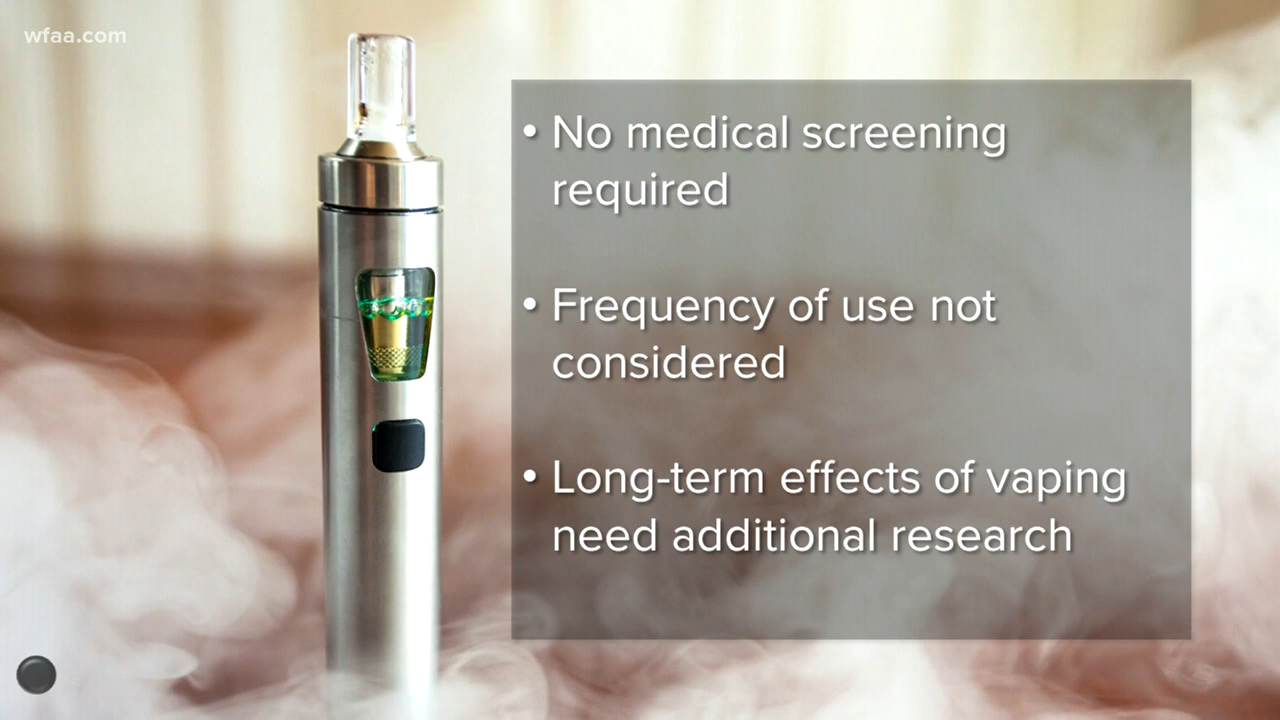 wfaa.com
• No medical screening
required
• Frequency of use not
considered
• Long-term effects of vaping
need additional research